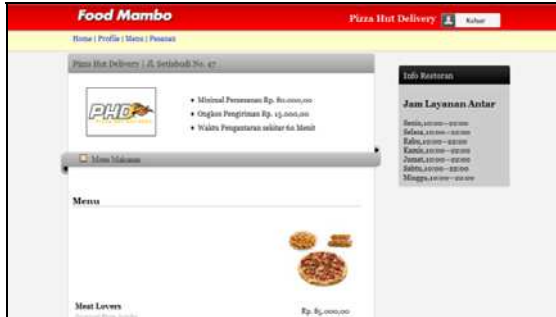 Food Mambo
Pizza Hut Delivery
Keluar
Home | Profile | Menu | Pesanan
Pizza Hut Delivery | Jl. Setiabudi No. 47
PHD
• Minimal Pemesanan Rp. 80.000,00
• Ongkos Pengiriman Rp. 15.000,00
• Waktu Pengantaran sekitar 60 Menit
Info Restoran
Jam Layanan Antar
Senin,10:00--22:00
Selasa,10:00--22:00
Rabu,10:00--22:00
Kamis,10:00--22:00
Jumat,10:00--22:00
Sabtu,10:00--22:00
Minggu,10:00--22:00
Menu Makanan
Menu
Meat Lovers
Rp. 85.000,00